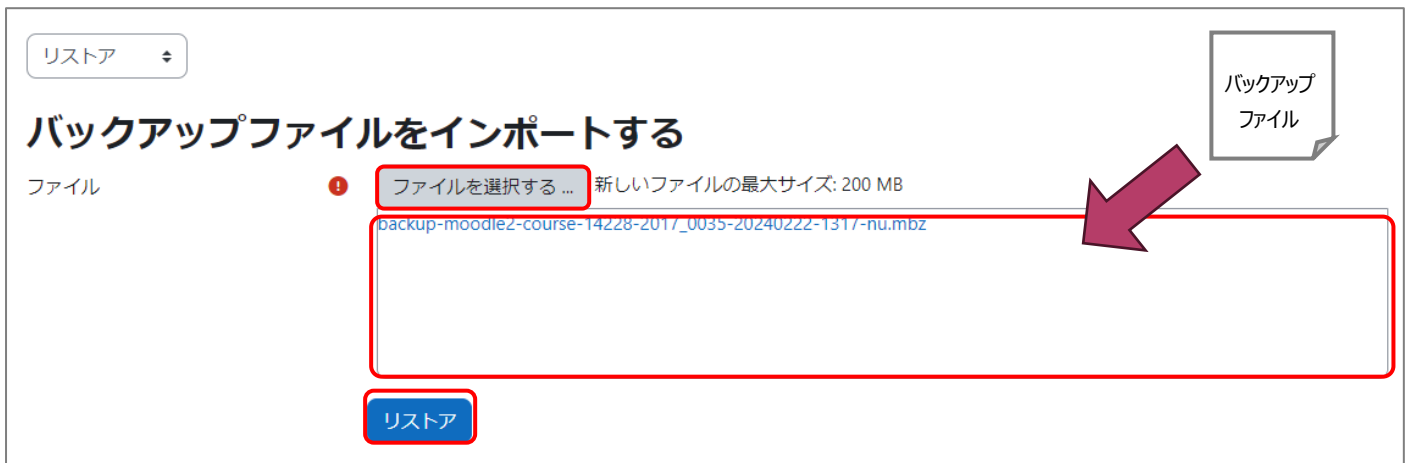 リストア
バックアップ
ファイル
バックアップファイルをインポートする
ファイル
ファイルを選択する ... 新しいファイルの最大サイズ: 200 MB
backup-moodle2-course-14228-2017_0035-20240222-1317-nu.mbz
リストア